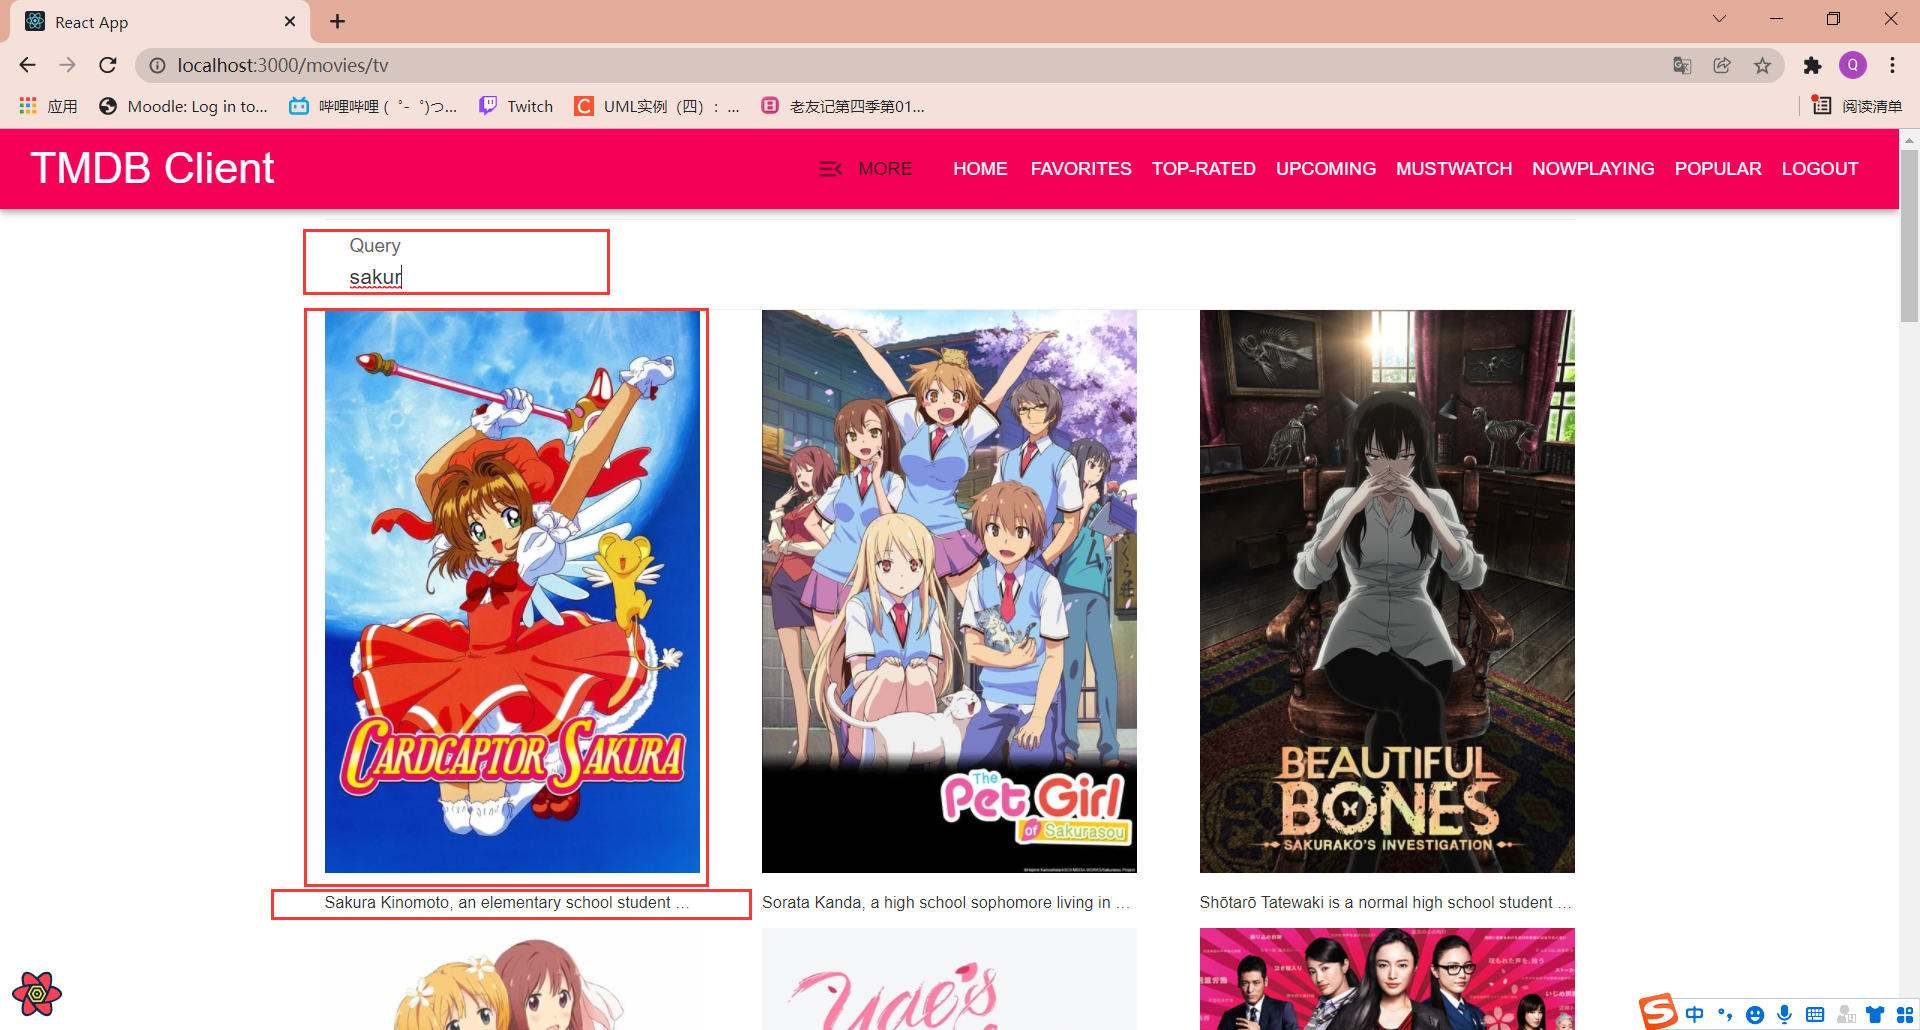 React App
localhost:3000/movies/tv
Q
应用
Moodle: Log in to...
哔哩哔哩 ( ゜- ゜)つ...
Twitch
UML实例（四）：...
老友记第四季第01...
阅读清单
TMDB Client
MORE
HOME
FAVORITES
TOP-RATED
UPCOMING
MUSTWATCH
NOWPLAYING
POPULAR
LOGOUT
Query
sakur
CARDCAPTOR SAKURA
The
Pet Girl
of Sakurasou
BEAUTIFUL
BONES
SAKURAKO'S INVESTIGATION
Sakura Kinomoto, an elementary school student ...
Sorata Kanda, a high school sophomore living in ...
Shōtarō Tatewaki is a normal high school student ...
Yae's
中